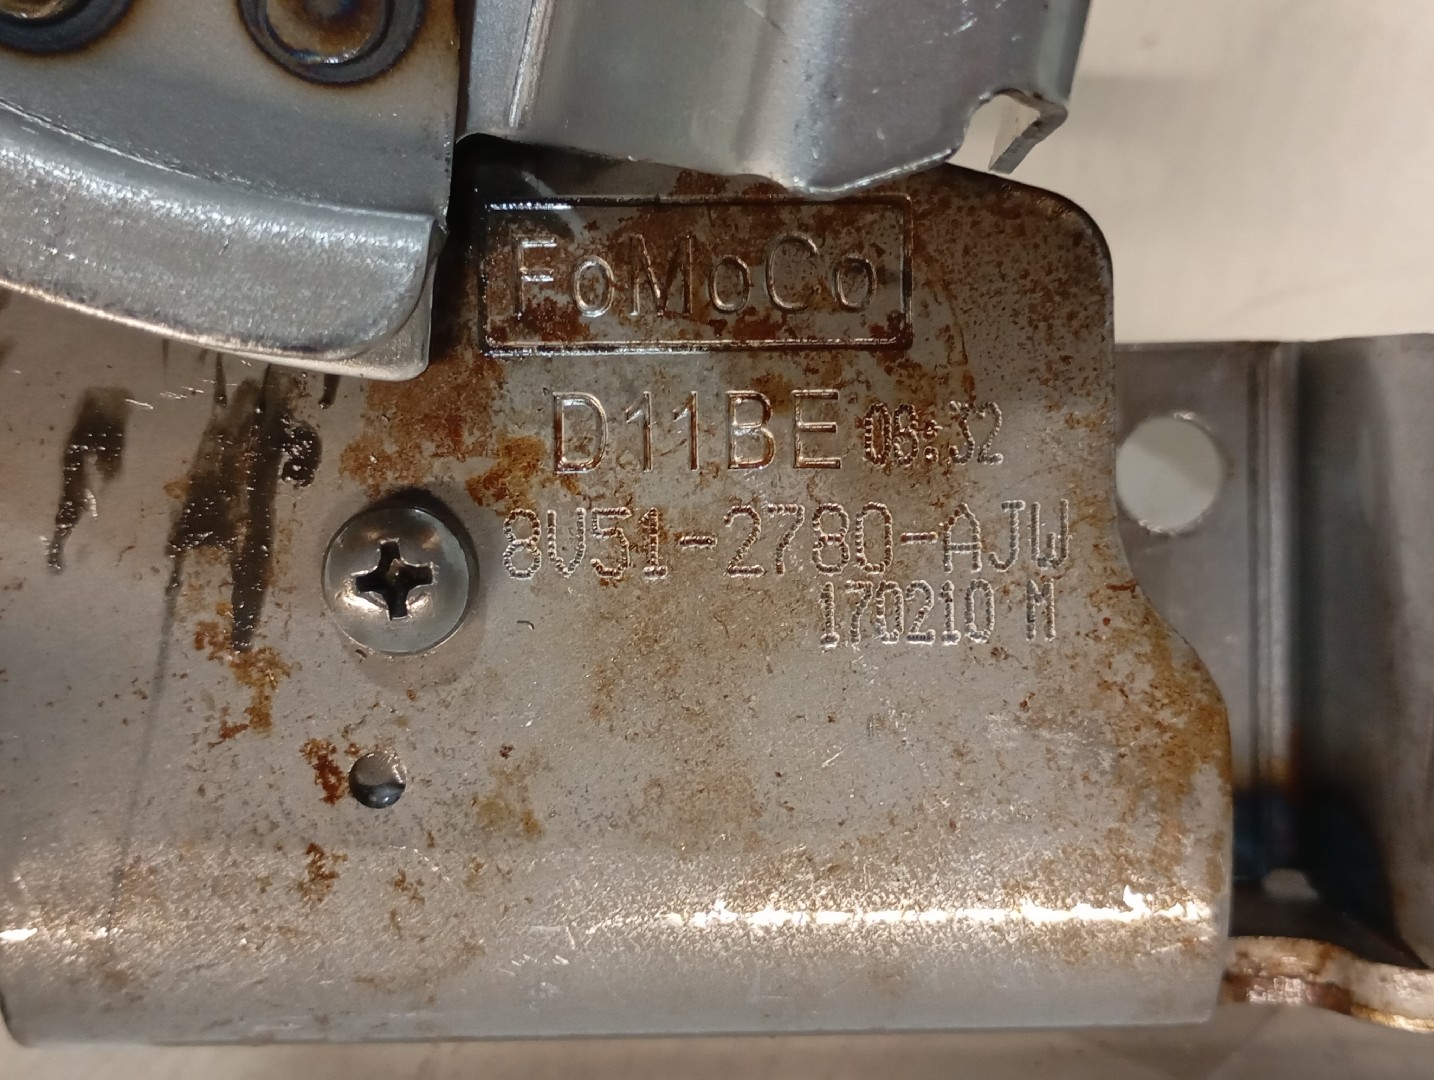 FoMoCo
D11BE 08:32
8V51-2780-AJW
170210 M